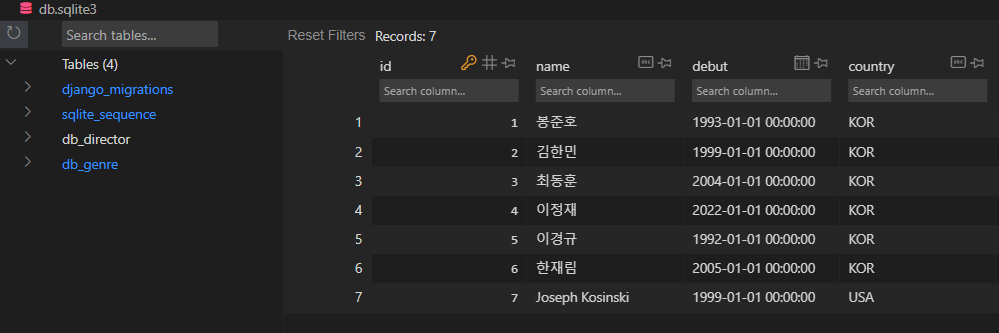 db.sqlite3
Search tables...
Reset Filters Records: 7
Tables (4)
django_migrations
sqlite_sequence
db_director
db_genre
id name debut country
Search column... Search column... Search column... Search column...
1 1 봉준호 1993-01-01 00:00:00 KOR
2 2 김한민 1999-01-01 00:00:00 KOR
3 3 최동훈 2004-01-01 00:00:00 KOR
4 4 이정재 2022-01-01 00:00:00 KOR
5 5 이경규 1992-01-01 00:00:00 KOR
6 6 한재림 2005-01-01 00:00:00 KOR
7 7 Joseph Kosinski 1999-01-01 00:00:00 USA